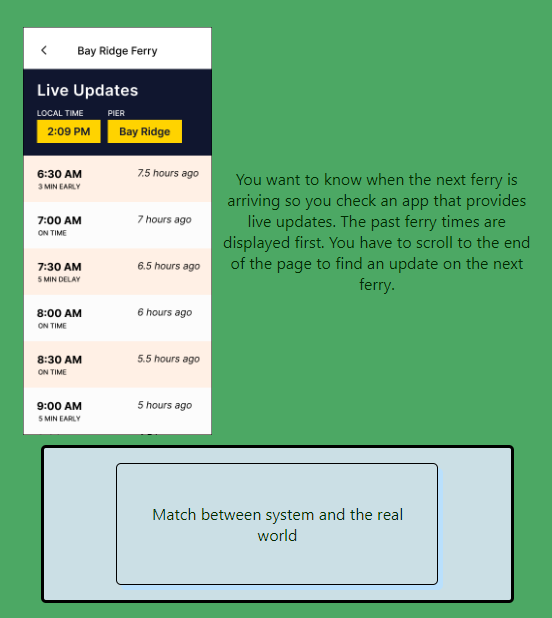 Bay Ridge Ferry
Live Updates
LOCAL TIME PIER
2:09 PM Bay Ridge
6:30 AM 7.5 hours ago
3 MIN EARLY
7:00 AM 7 hours ago
ON TIME
7:30 AM 6.5 hours ago
5 MIN DELAY
8:00 AM 6 hours ago
ON TIME
8:30 AM 5.5 hours ago
ON TIME
9:00 AM 5 hours ago
5 MIN EARLY
You want to know when the next ferry is
arriving so you check an app that provides
live updates. The past ferry times are
displayed first. You have to scroll to the end
of the page to find an update on the next
ferry.
Match between system and the real
world